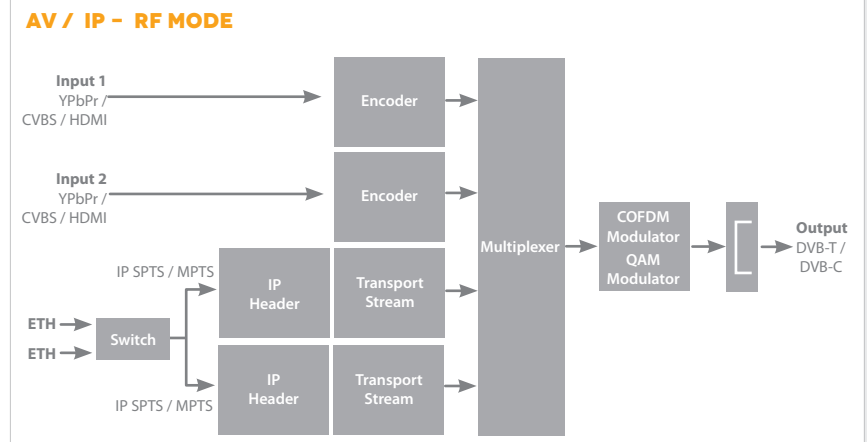 AV / IP – RF MODE
Input 1
YPbPr /
CVBS / HDMI
Encoder
Input 2
YPbPr /
CVBS / HDMI
Encoder
Multiplexer
COFDM
Modulator
QAM
Modulator
Output
DVB-T /
DVB-C
IP SPTS / MPTS
IP
Header
Transport
Stream
ETH
ETH
Switch
IP SPTS / MPTS
IP
Header
Transport
Stream